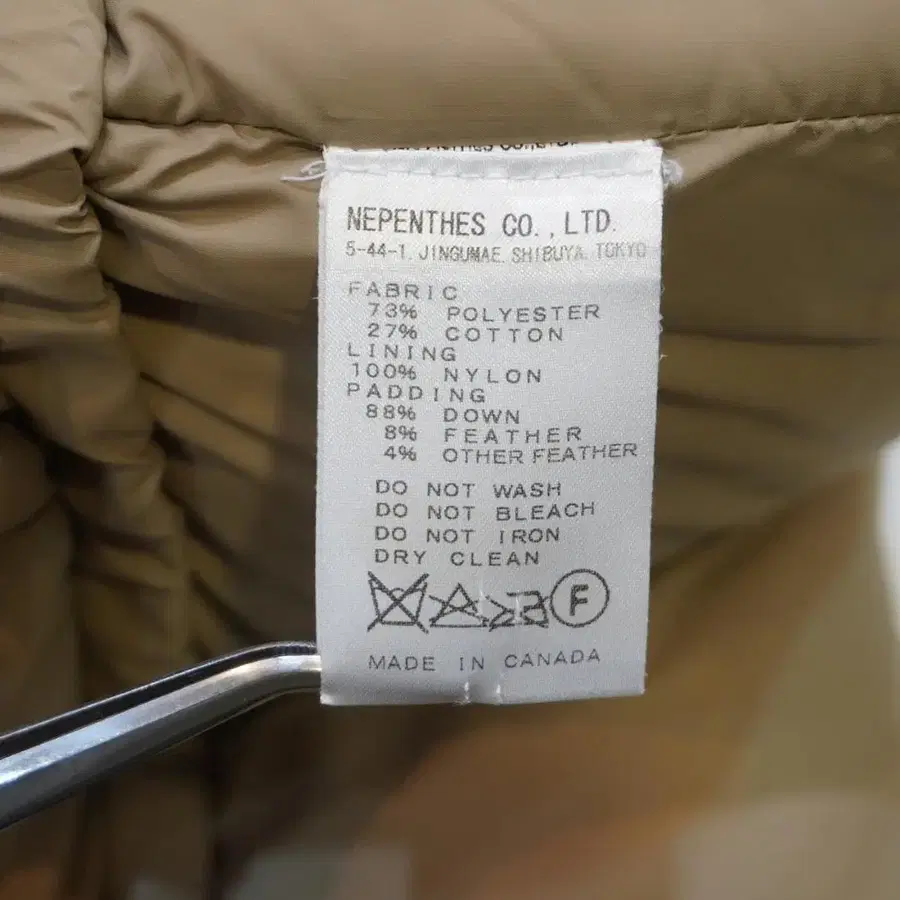 NEPENTHES CO., LTD.
5-44-1, JINGUMAE, SHIBUYA, TOKYO
FABRIC
73% POLYESTER
27% COTTON
LINING
100% NYLON
PADDING
88% DOWN
8% FEATHER
4% OTHER FEATHER
DO NOT WASH
DO NOT BLEACH
DO NOT IRON
DRY CLEAN
F
MADE IN CANADA